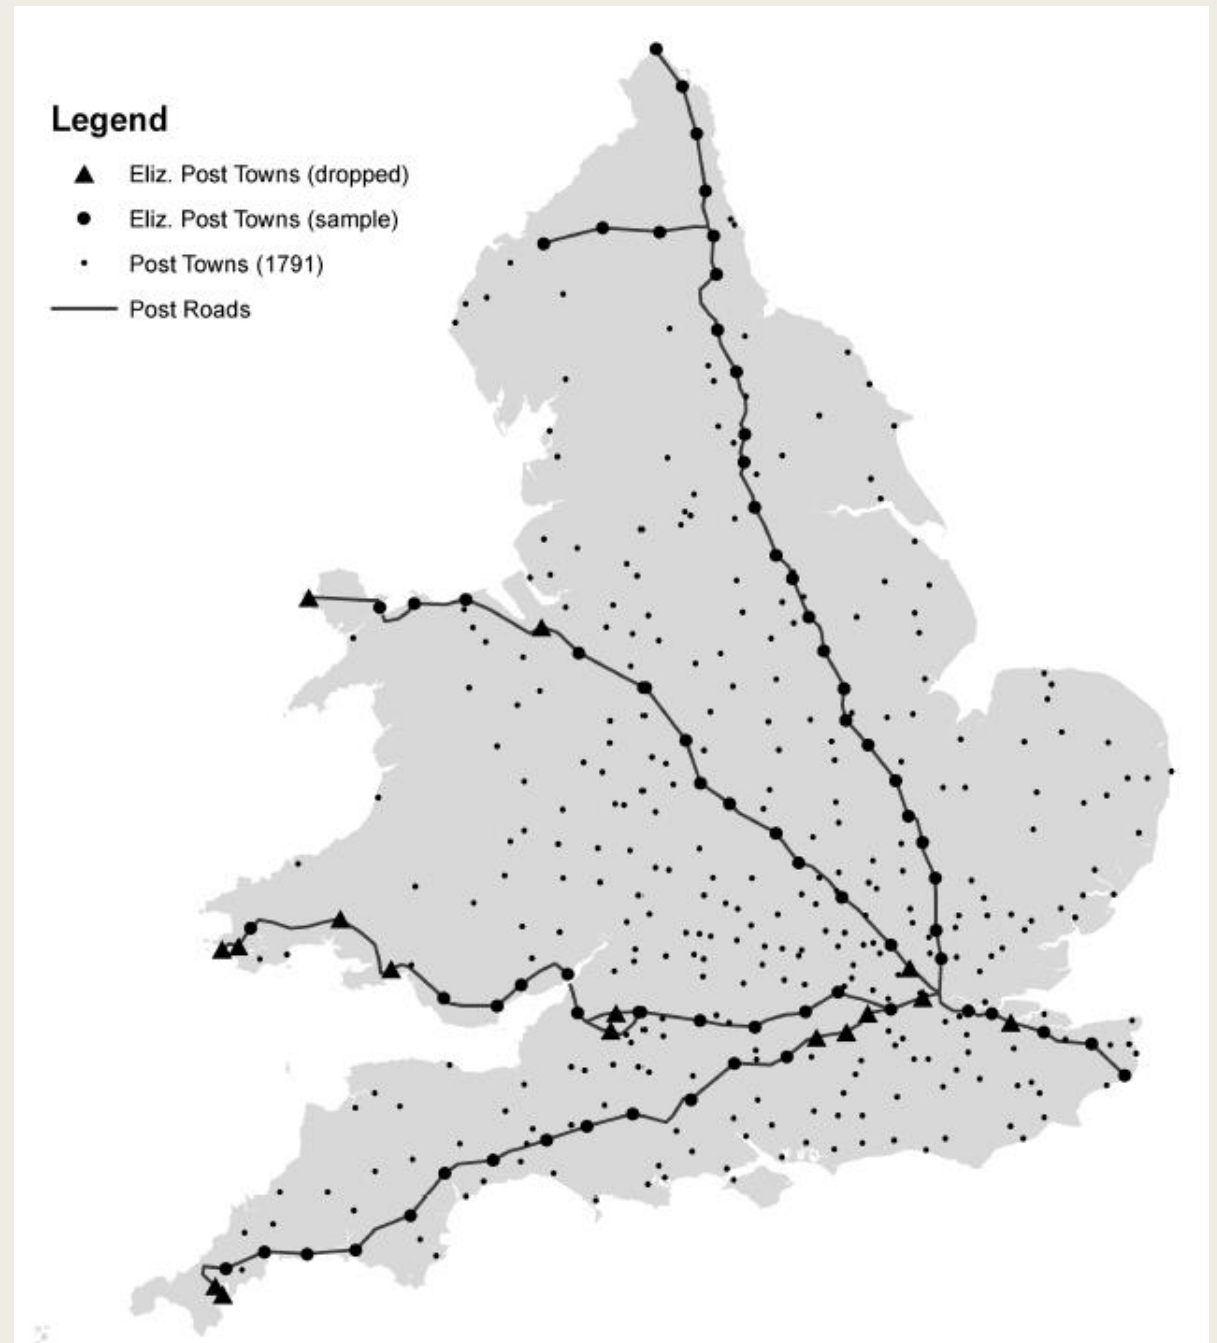 Legend
Eliz. Post Towns (dropped)
Eliz. Post Towns (sample)
Post Towns (1791)
Post Roads